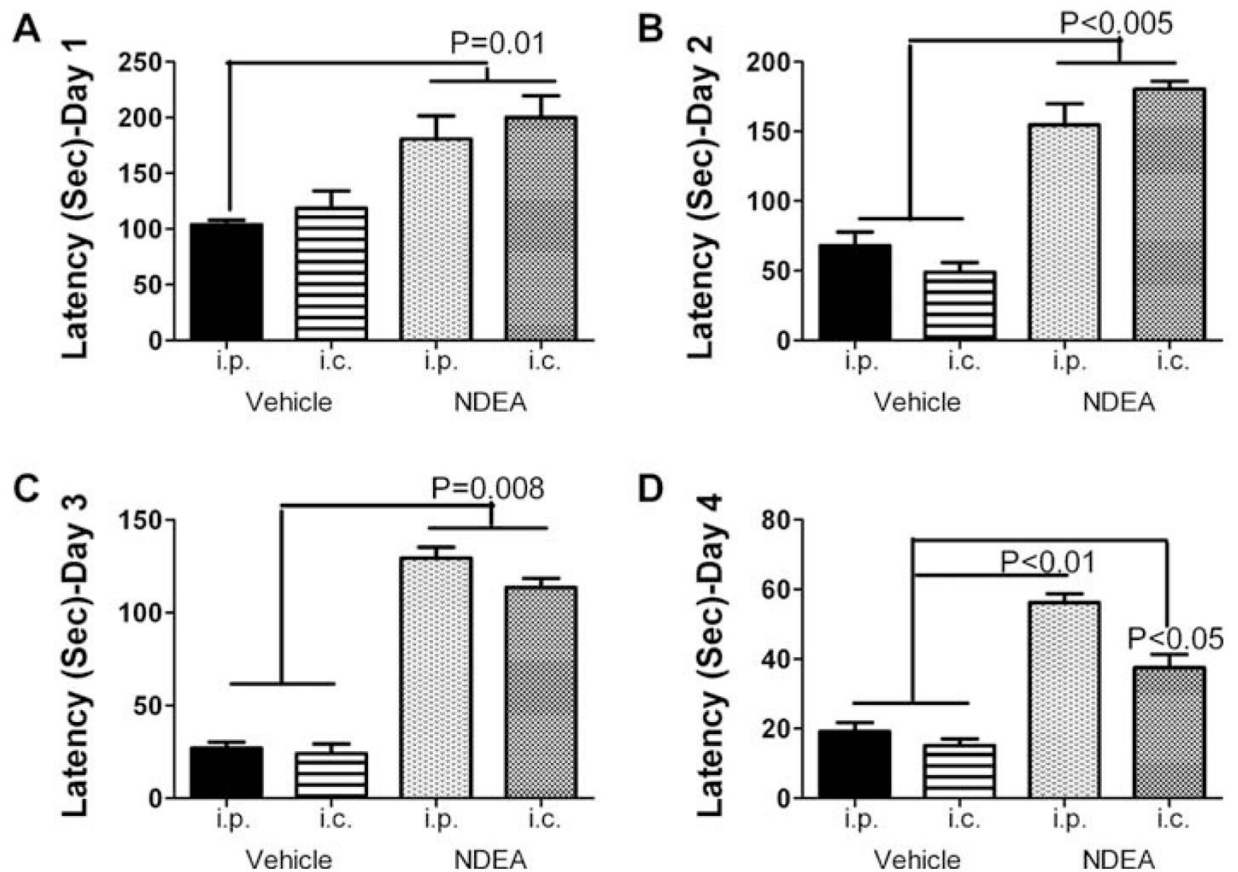 A
Latency (Sec)-Day 1
P=0.01
250
200
150
100
50
0
i.p. i.c. i.p. i.c.
Vehicle NDEA
B
Latency (Sec)-Day 2
P<0.005
200
150
100
50
0
i.p. i.c. i.p. i.c.
Vehicle NDEA
C
Latency (Sec)-Day 3
P=0.008
150
100
50
0
i.p. i.c. i.p. i.c.
Vehicle NDEA
D
Latency (Sec)-Day 4
80
60
40
20
0
P<0.01
P<0.05
i.p. i.c. i.p. i.c.
Vehicle NDEA